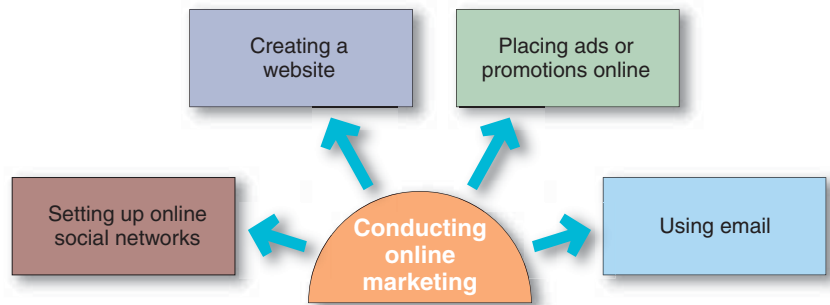 Creating a
website
Placing ads or
promotions online
Setting up online
social networks
Conducting
online
marketing
Using email